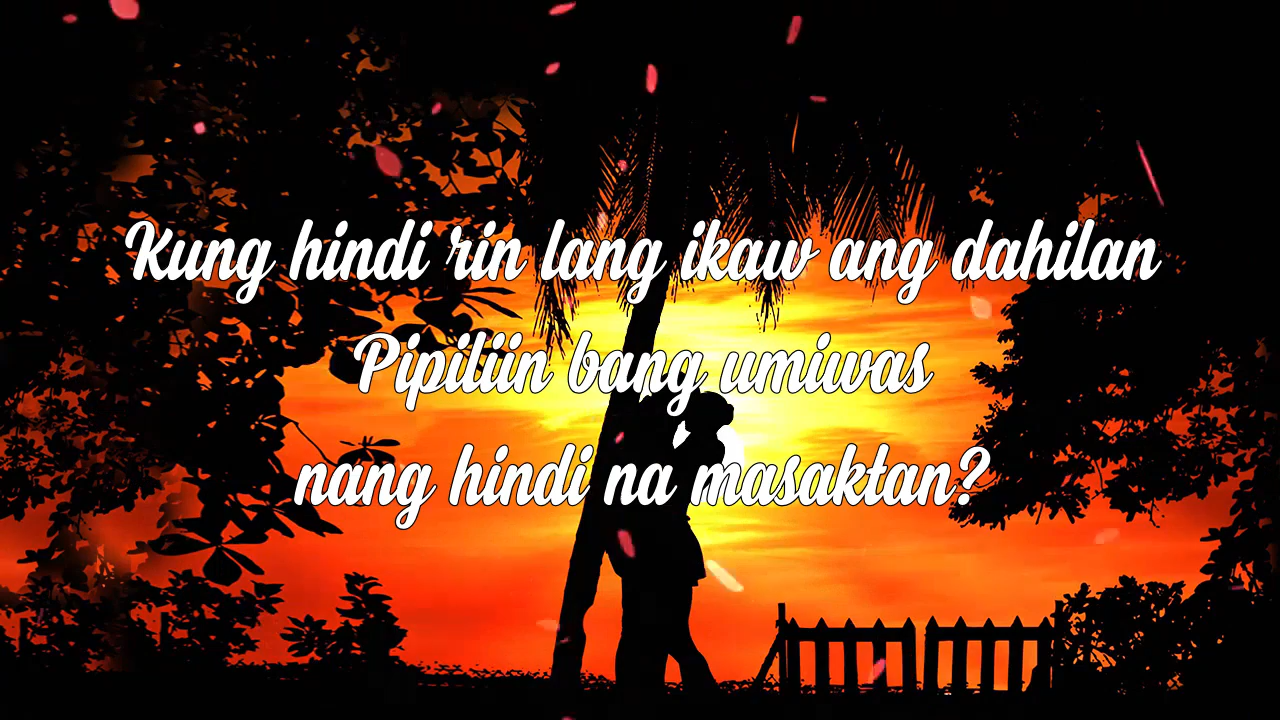 Kung hindi rin lang ikaw ang dahilan
Pipiliin bang umiwas
nang hindi na masaktan?